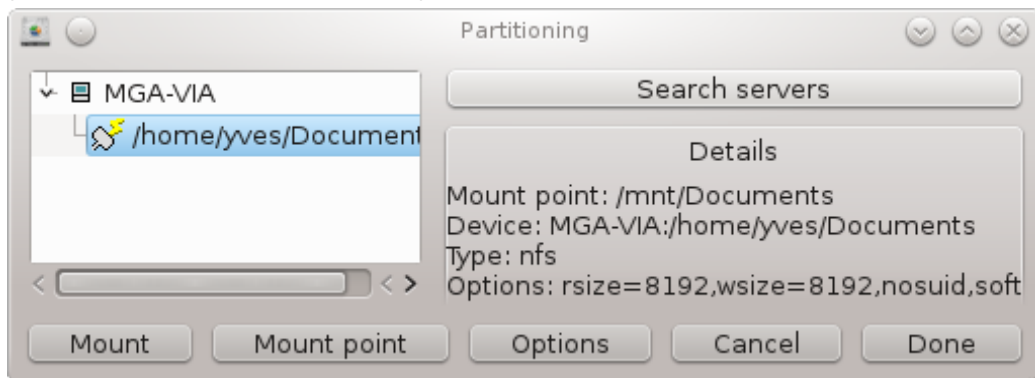 Partitioning
MGA-VIA
/home/yves/Document
Search servers
Details
Mount point: /mnt/Documents
Device: MGA-VIA:/home/yves/Documents
Type: nfs
Options: rsize=8192,wsize=8192,nosuid,soft
Mount
Mount point
Options
Cancel
Done